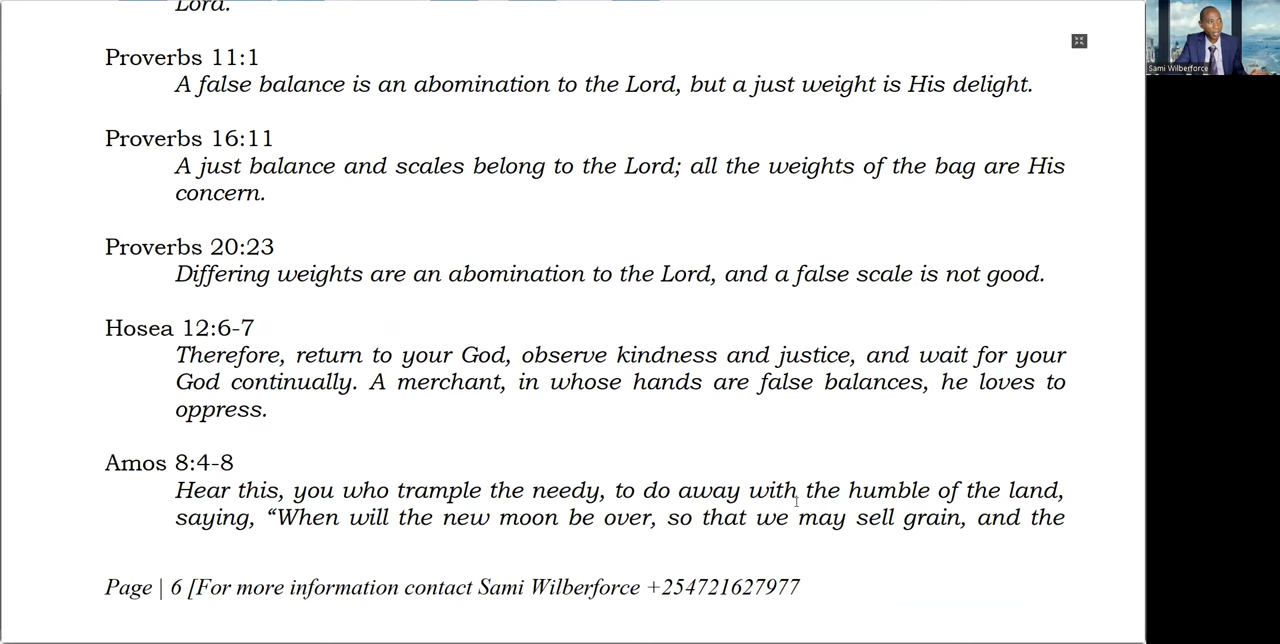 Lord.
Proverbs 11:1
A false balance is an abomination to the Lord, but a just weight is His delight.
Proverbs 16:11
A just balance and scales belong to the Lord; all the weights of the bag are His
concern.
Proverbs 20:23
Differing weights are an abomination to the Lord, and a false scale is not good.
Hosea 12:6-7
Therefore, return to your God, observe kindness and justice, and wait for your
God continually. A merchant, in whose hands are false balances, he loves to
oppress.
Amos 8:4-8
Hear this, you who trample the needy, to do away with the humble of the land,
saying, “When will the new moon be over, so that we may sell grain, and the
Page | 6 [For more information contact Sami Wilberforce +254721627977
Sami Wilberforce